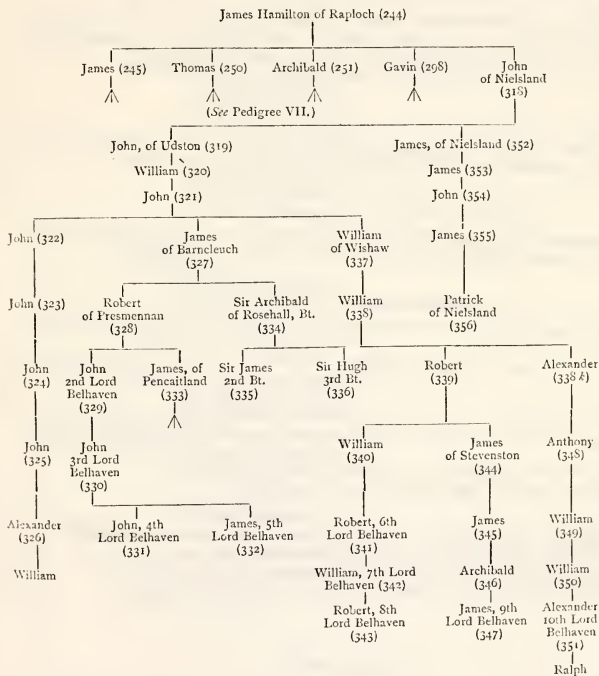 James Hamilton of Raploch (244)
James (245) Thomas (250) Archibald (251) Gavin (298) John
of Nielsland
(318)
(See Pedigree VII.)
John, of Udston (319) James, of Nielsland (352)
William (320) James (353)
John (321) John (354)
John (322) James William James (355)
of Barncleuch of Wishaw
(327) (337)
John (323) Robert Sir Archibald William Patrick
of Presmennan of Rosehall, Bt. (338) of Nielsland
(328) (334) (356)
John John James, of Sir James Sir Hugh Robert Alexander
(324) 2nd Lord Pencaitland 2nd Bt. 3rd Bt. (339) (338 k)
Belhaven (333) (335) (336)
(329)
John John William James Anthony
(325) 3rd Lord (340) of Stevenston (348)
Belhaven (344)
(330)
Alexander John, 4th James, 5th Robert, 6th James William
(326) Lord Belhaven Lord Belhaven Lord Belhaven (345) (349)
(331) (332) (341)
William William, 7th Lord Archibald William
Belhaven (342) (346) (350)
Robert, 8th James, 9th Alexander
Lord Belhaven Lord Belhaven 10th Lord
(343) (347) Belhaven
(351)
Ralph